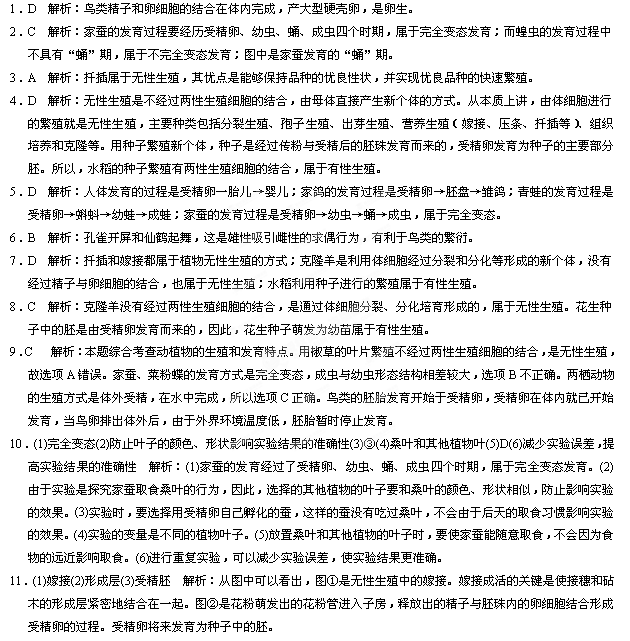 1．D　解析：鸟类精子和卵细胞的结合在体内完成，产大型硬壳卵，是卵生。
2．C　解析：家蚕的发育过程要经历受精卵、幼虫、蛹、成虫四个时期，属于完全变态发育；而蝗虫的发育过程中
不具有“蛹”期，属于不完全变态发育；图中是家蚕发育的“蛹”期。
3．A　解析：扦插属于无性生殖，其优点是能够保持品种的优良性状，并实现优良品种的快速繁殖。
4．D　解析：无性生殖是不经过两性生殖细胞的结合，由母体直接产生新个体的方式。从本质上讲，由体细胞进行
的繁殖就是无性生殖，主要种类包括分裂生殖、孢子生殖、出芽生殖、营养生殖(嫁接、压条、扦插等)、组织
培养和克隆等。用种子繁殖新个体，种子是经过传粉与受精后的胚珠发育而来的，受精卵发育为种子的主要部分
胚。所以，水稻的种子繁殖有两性生殖细胞的结合，属于有性生殖。
5．D　解析：人体发育的过程是受精卵一胎儿→婴儿；家鸽的发育过程是受精卵→胚盘→雏鸽；青蛙的发育过程是
受精卵→蝌蚪→幼蛙→成蛙；家蚕的发育过程是受精卵→幼虫→蛹→成虫，属于完全变态。
6．B　解析：孔雀开屏和仙鹤起舞，这是雄性吸引雌性的求偶行为，有利于鸟类的繁衍。
7．D　解析：扦插和嫁接都属于植物无性生殖的方式；克隆羊是利用体细胞经过分裂和分化等形成的新个体，没有
经过精子与卵细胞的结合，也属于无性生殖；水稻利用种子进行的繁殖属于有性生殖。
8．C　解析：克隆羊没有经过两性生殖细胞的结合，是通过体细胞分裂、分化培育形成的，属于无性生殖。花生种
子中的胚是由受精卵发育而来的，因此，花生种子萌发为幼苗属于有性生殖。
9．C　解析：本题综合考查动植物的生殖和发育特点。用椒草的叶片繁殖不经过两性生殖细胞的结合，是无性生殖，
故选项A错误。家蚕、菜粉蝶的发育方式是完全变态，成虫与幼虫形态结构相差较大，选项B不正确。两栖动物
的生殖方式是体外受精，在水中完成，所以选项C正确。鸟类的胚胎发育开始于受精卵，受精卵在体内就已开始
发育，当鸟卵排出体外后，由于外界环境温度低，胚胎暂时停止发育。
10．(1)完全变态(2)防止叶子的颜色、形状影响实验结果的准确性(3)③(4)桑叶和其他植物叶(5)D(6)减少实验误差，提
高实验结果的准确性　解析：(1)家蚕的发育经过了受精卵、幼虫、蛹、成虫四个时期，属于完全变态发育。(2)
由于实验是探究家蚕取食桑叶的行为，因此，选择的其他植物的叶子要和桑叶的颜色、形状相似，防止影响实验
的效果。(3)实验时，要选择用受精卵自己孵化的蚕，这样的蚕没有吃过桑叶，不会由于后天的取食习惯影响实验
的效果。(4)实验的变量是不同的植物叶子。(5)放置桑叶和其他植物的叶子时，要使家蚕能随意取食，不会因为食
物的远近影响取食。(6)进行重复实验，可以减少实验误差，使实验结果更准确。
11．(1)嫁接(2)形成层(3)受精胚　解析：从图中可以看出，图①是无性生殖中的嫁接。嫁接成活的关键是使接穗和砧
木的形成层紧密地结合在一起。图②是花粉萌发出的花粉管进入子房，释放出的精子与胚珠内的卵细胞结合形成
受精卵的过程。受精卵将来发育为种子中的胚。